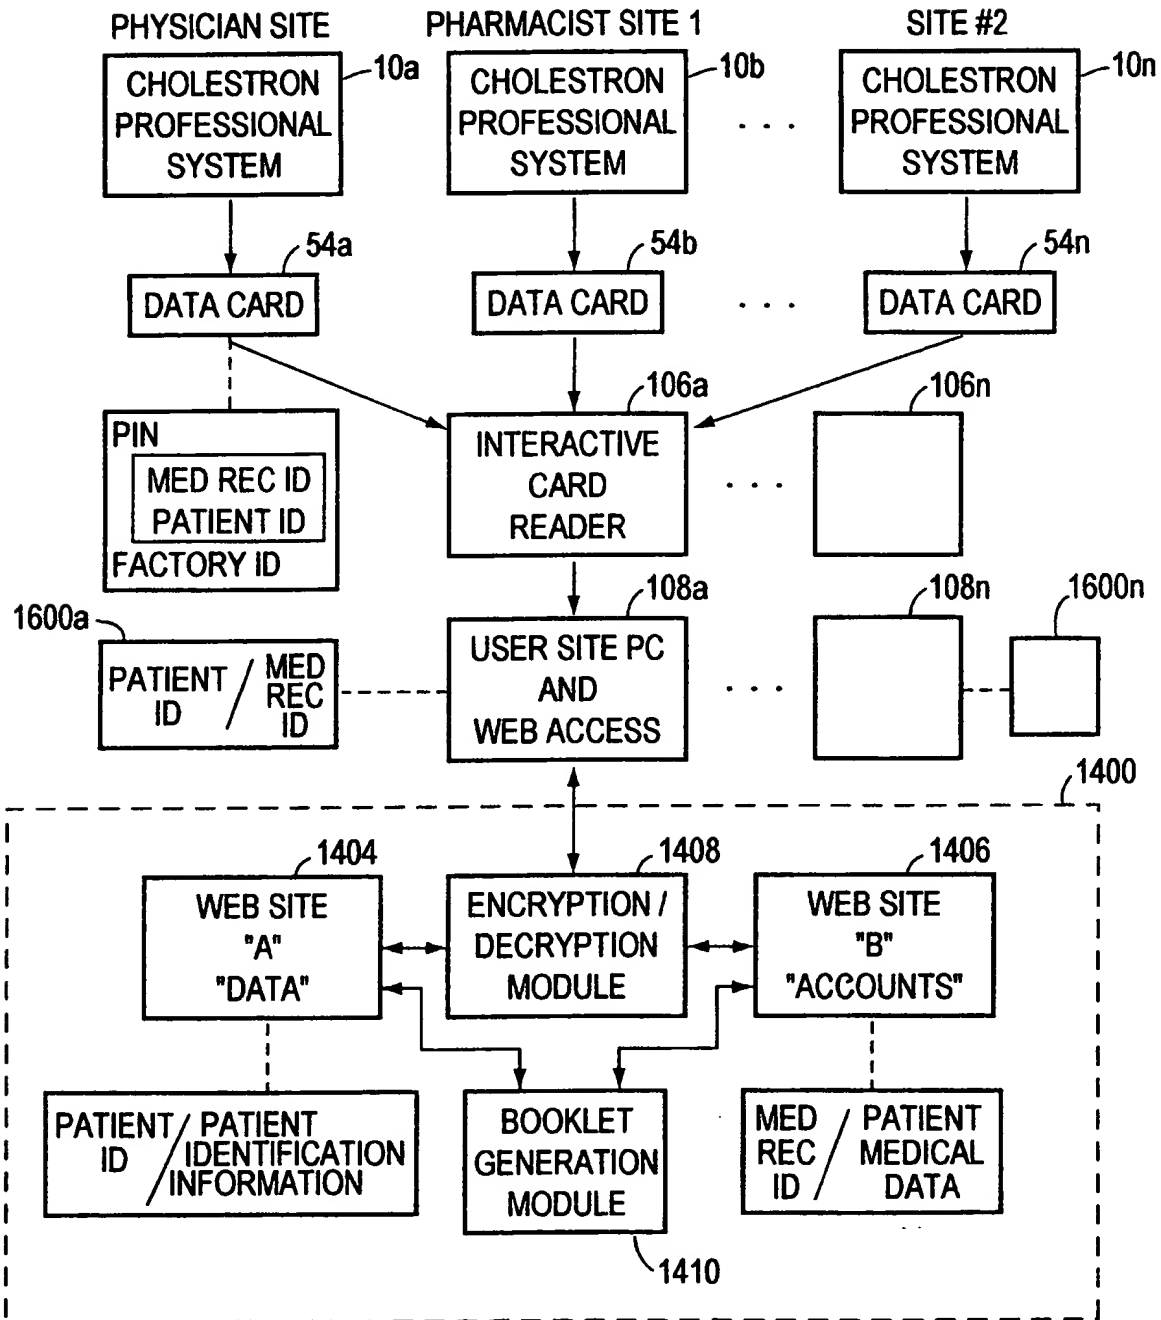 PHYSICIAN SITE
PHARMACIST SITE 1
SITE #2
10a
10b
10n
CHOLESTRON
PROFESSIONAL
SYSTEM
CHOLESTRON
PROFESSIONAL
SYSTEM
. . .
CHOLESTRON
PROFESSIONAL
SYSTEM
54a
54b
54n
DATA CARD
DATA CARD
. . .
DATA CARD
106a
106n
PIN
MED REC ID
PATIENT ID
FACTORY ID
INTERACTIVE
CARD
READER
. . .
1600a
108a
108n
1600n
PATIENT
ID
/
MED
REC
ID
USER SITE PC
AND
WEB ACCESS
. . .
1400
1404
1408
1406
WEB SITE
"A"
"DATA"
ENCRYPTION /
DECRYPTION
MODULE
WEB SITE
"B"
"ACCOUNTS"
PATIENT
ID
/
PATIENT
IDENTIFICATION
INFORMATION
BOOKLET
GENERATION
MODULE
MED
REC
ID
/
PATIENT
MEDICAL
DATA
1410